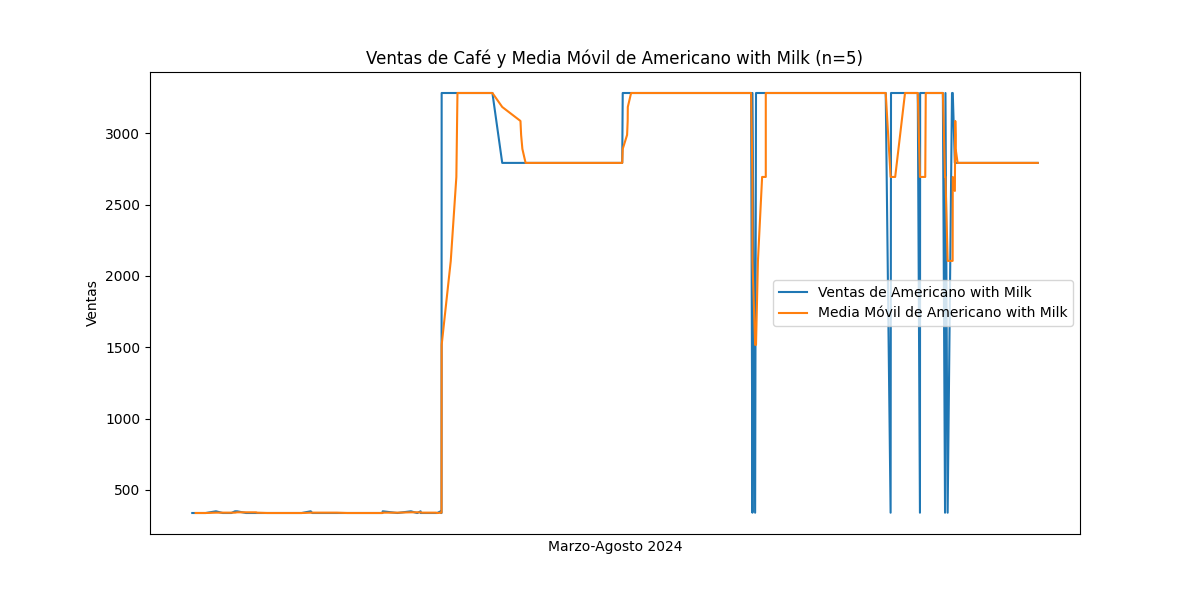 Ventas de Café y Media Móvil de Americano with Milk (n=5)
3000
2500
2000
1500
1000
500
Ventas
Ventas de Americano with Milk
Media Móvil de Americano with Milk
Marzo-Agosto 2024